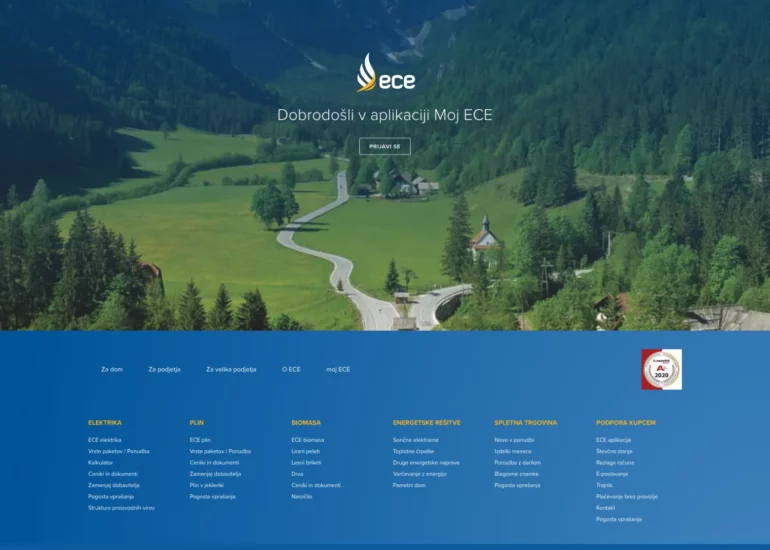 ece
Dobrodošli v aplikaciji Moj ECE
PRIJAVI SE
Za dom
Za podjetja
Za velika podjetja
O ECE
moj ECE
2020
ELEKTRIKA
ECE elektrika
Vrste paketov / Ponudba
Kalkulator
Ceniki in dokumenti
Zamenjaj dobavitelja
Pogosta vprašanja
Struktura proizvodnih virov
PLIN
ECE plin
Vrste paketov / Ponudba
Ceniki in dokumenti
Zamenjaj dobavitelja
Plin v jeklenki
Pogosta vprašanja
BIOMASA
ECE biomasa
Lesni peleti
Lesni briketi
Drva
Ceniki in dokumenti
Naročilo
ENERGETSKE REŠITVE
Sončne elektrarne
Toplotne črpalke
Druge energetske naprave
Varčevanje z energijo
Pametni dom
SPLETNA TRGOVINA
Novo v ponudbi
Izdelki meseca
Ponudba z darilom
Blagovne znamke
Pogosta vprašanja
PODPORA KUPCEM
ECE aplikacije
Števčno stanje
Razlaga računa
E-poslovanje
Trajnik
Plačevanje brez provizije
Kontakt
Pogosta vprašanja